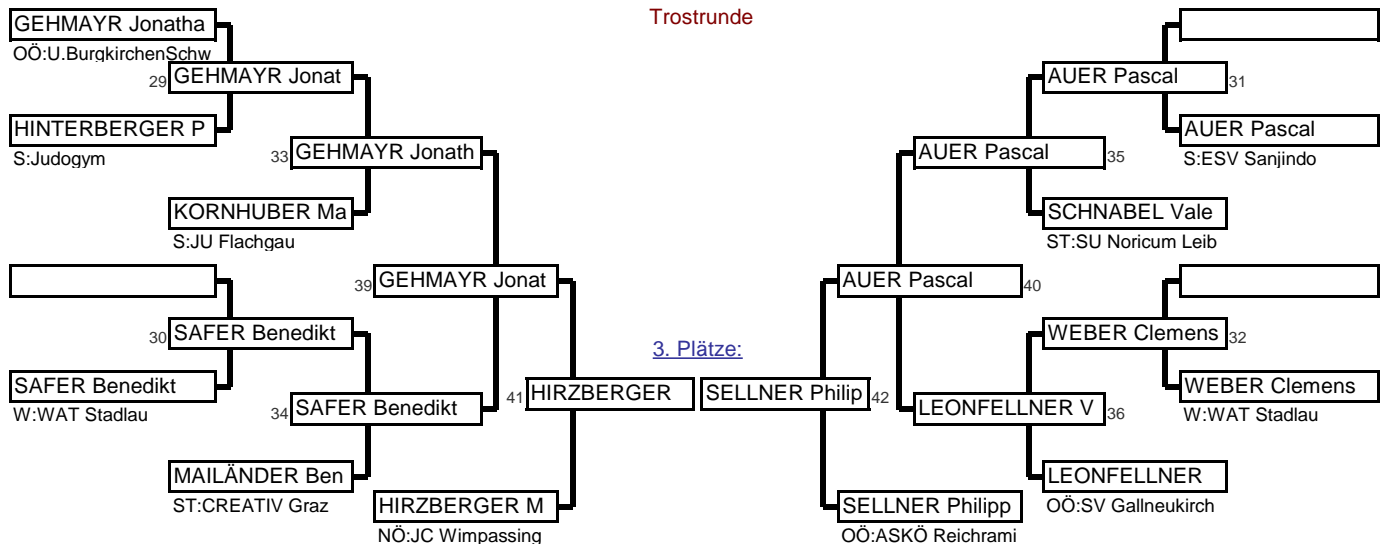 Trostrunde
GEHMAYR Jonatha
OÖ:U.BurgkirchenSchw
29 GEHMAYR Jonat
HINTERBERGER P
S:Judogym
33 GEHMAYR Jonath
KORNHUBER Ma
S:JU Flachgau
39 GEHMAYR Jonat
30 SAFER Benedikt
SAFER Benedikt
W:WAT Stadlau
34 SAFER Benedikt
MAILÄNDER Ben
ST:CREATIV Graz
3. Plätze:
41 HIRZBERGER
HIRZBERGER M
NÖ:JC Wimpassing
AUER Pascal 31
AUER Pascal
S:ESV Sanjindo
AUER Pascal 35
SCHNABEL Vale
ST:SU Noricum Leib
AUER Pascal 40
WEBER Clemens 32
WEBER Clemens
W:WAT Stadlau
SELLNER Philip 42
LEONFELLNER V 36
LEONFELLNER
OÖ:SV Gallneukirch
SELLNER Philipp
OÖ:ASKÖ Reichrami